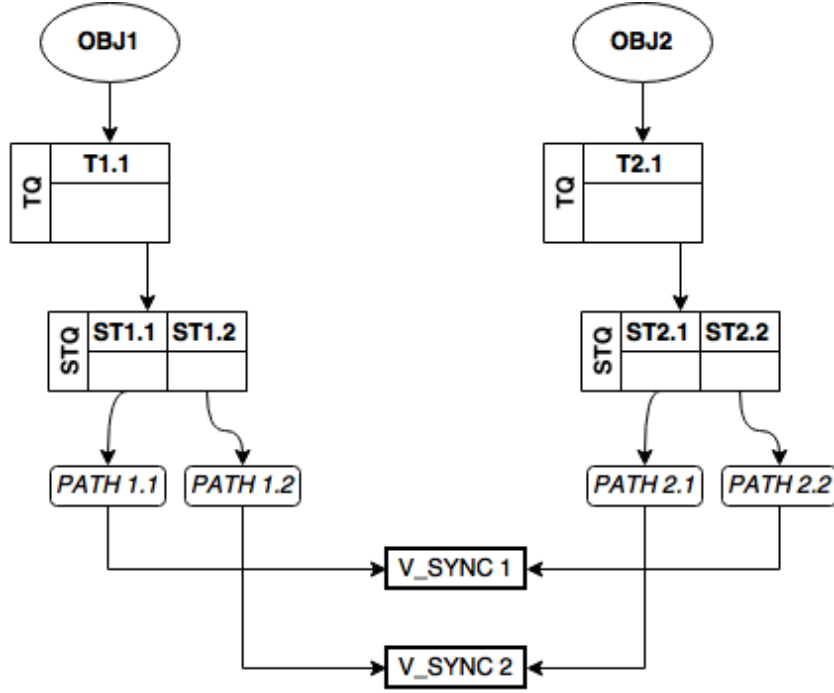 OBJ1
OBJ2
TQ
T1.1
TQ
T2.1
STQ
ST1.1
ST1.2
STQ
ST2.1
ST2.2
PATH 1.1
PATH 1.2
PATH 2.1
PATH 2.2
V_SYNC 1
V_SYNC 2